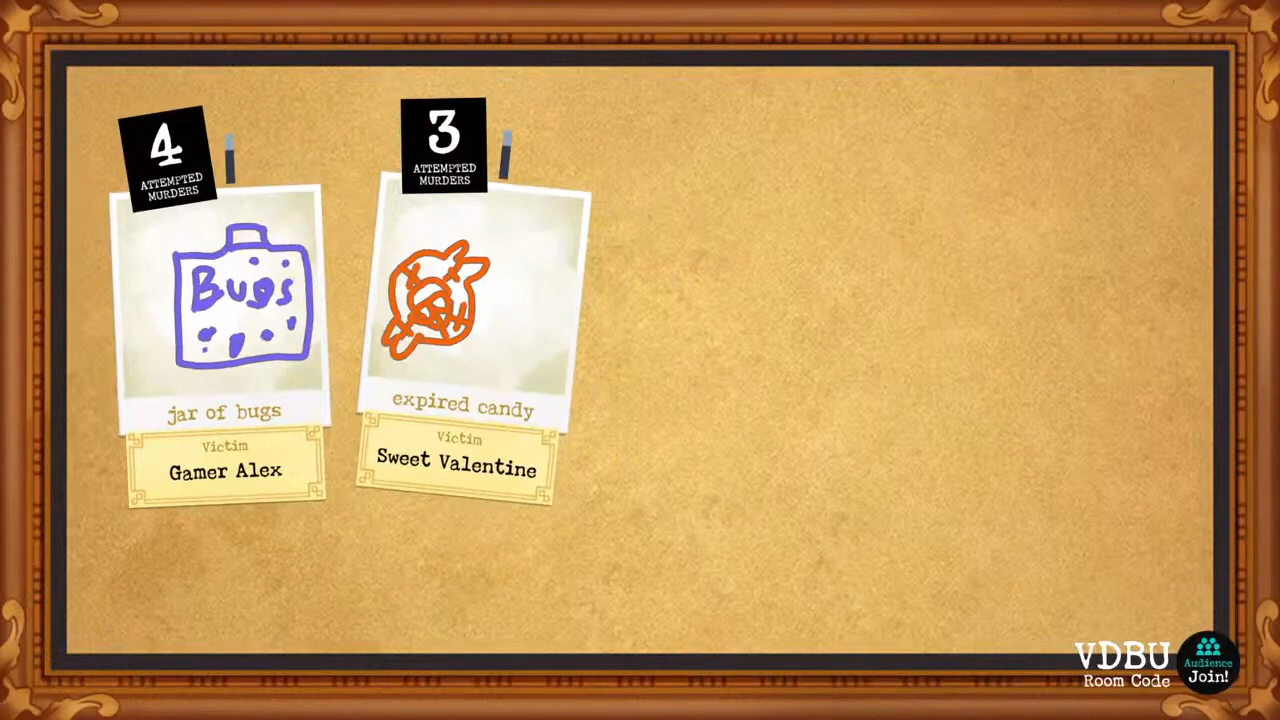 4
ATTEMPTED
MURDERS
Bugs
jar of bugs
Victim
Gamer Alex
3
ATTEMPTED
MURDERS
expired candy
Victim
Sweet Valentine
VDBU
Room Code
Audience
Join!